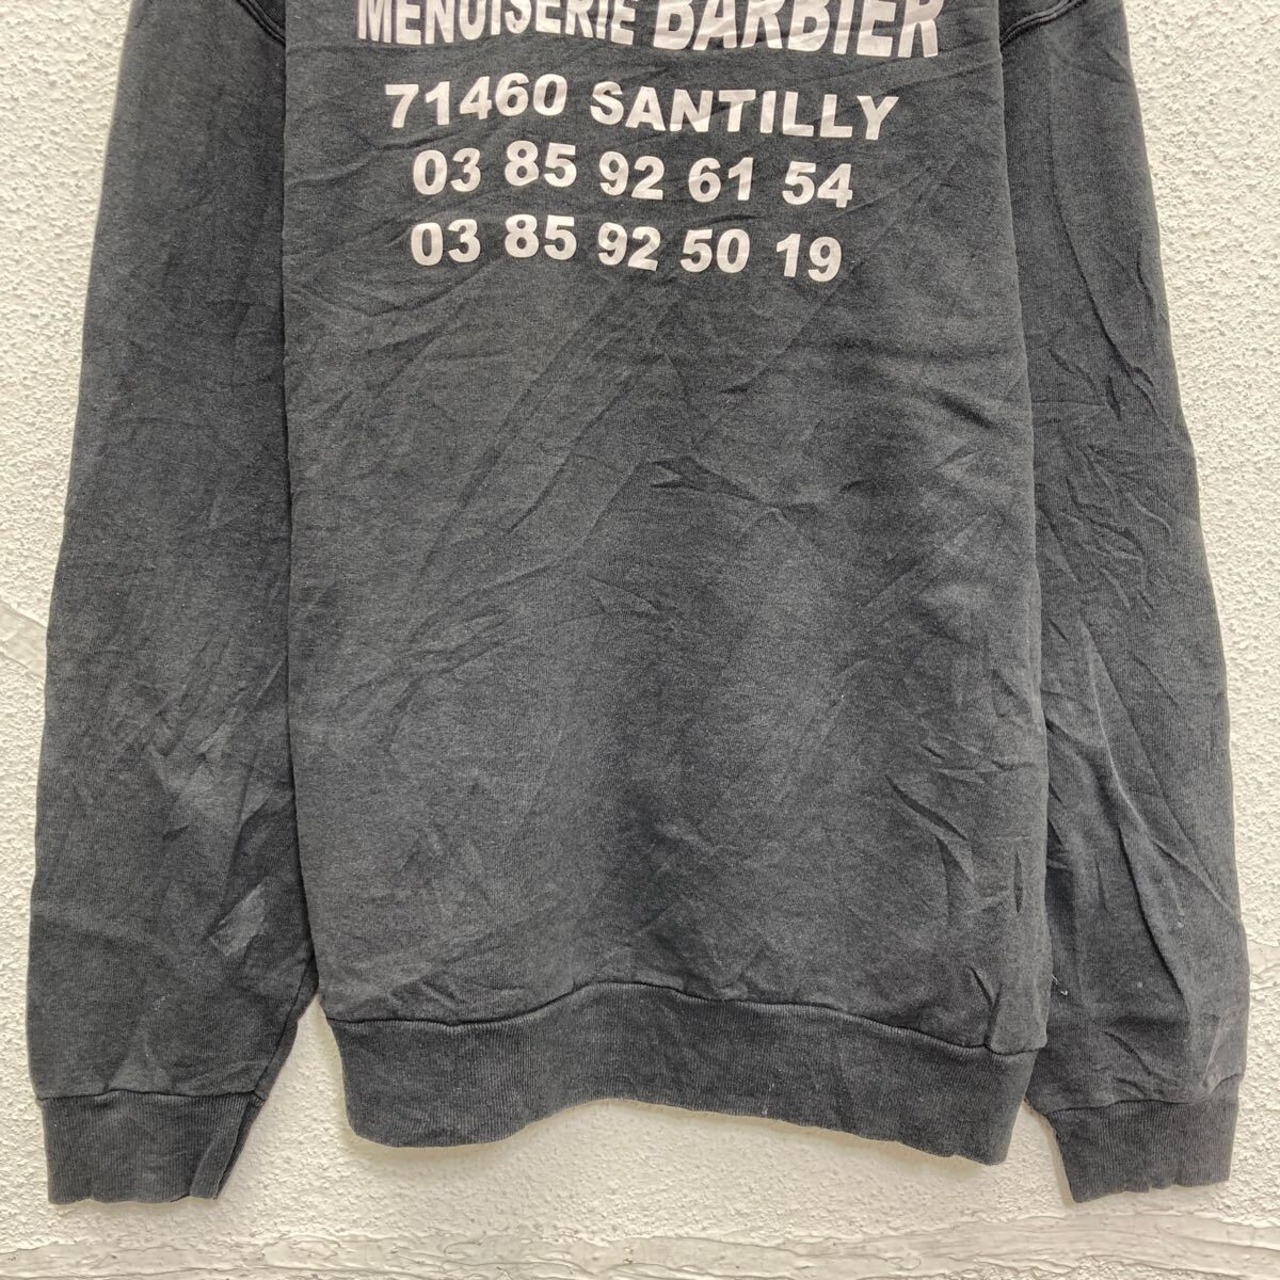 MENUISERIE BARBIER
71460 SANTILLY
03 85 92 61 54
03 85 92 50 19